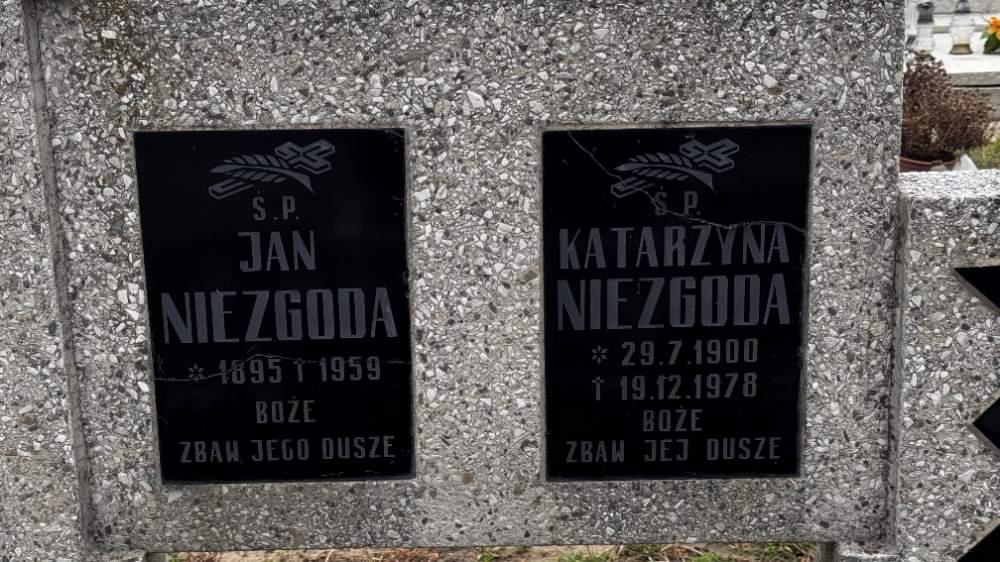 Ś.P.
JAN
NIEZGODA
* 1895 † 1959
BOŻE
ZBAW JEGO DUSZE
Ś P.
KATARZYNA
NIEZGODA
* 29.7.1900
† 19.12.1978
BOŻE
ZBAW JEJ DUSZE